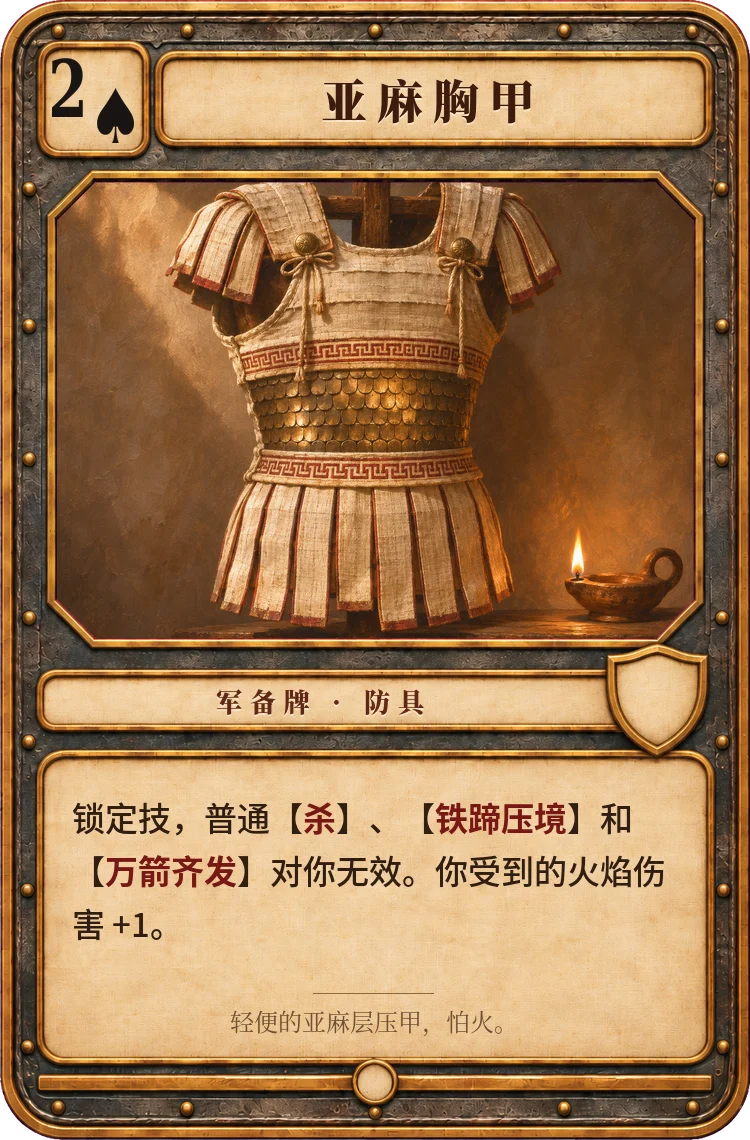 2
亚麻胸甲
军备牌 · 防具
锁定技，普通【杀】、【铁蹄压境】和
【万箭齐发】对你无效。你受到的火焰伤
害 +1。
轻便的亚麻层压甲，怕火。